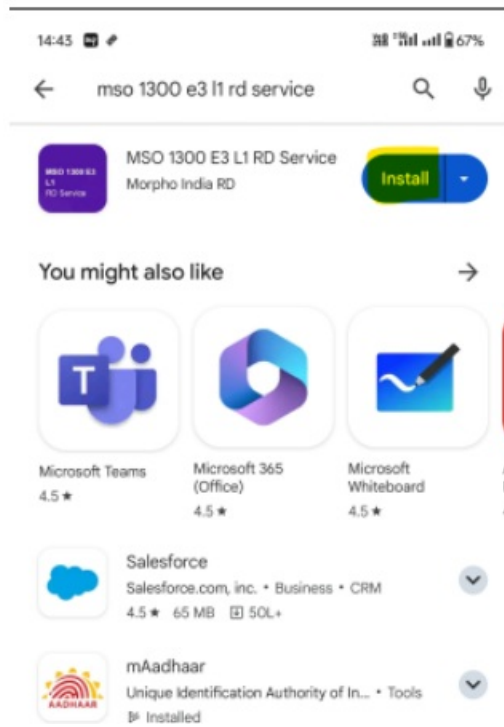 14:43
67%
mso 1300 e3 l1 rd service
MSO 1300 E3
L1
RD Service
MSO 1300 E3 L1 RD Service
Morpho India RD
Install
You might also like
T
Microsoft Teams
4.5 ★
Microsoft 365
(Office)
4.5 ★
Microsoft
Whiteboard
4.5 ★
Salesforce
Salesforce.com, inc. • Business • CRM
4.5 ★ 65 MB 50L+
AADHAAR
mAadhaar
Unique Identification Authority of In... • Tools
Installed